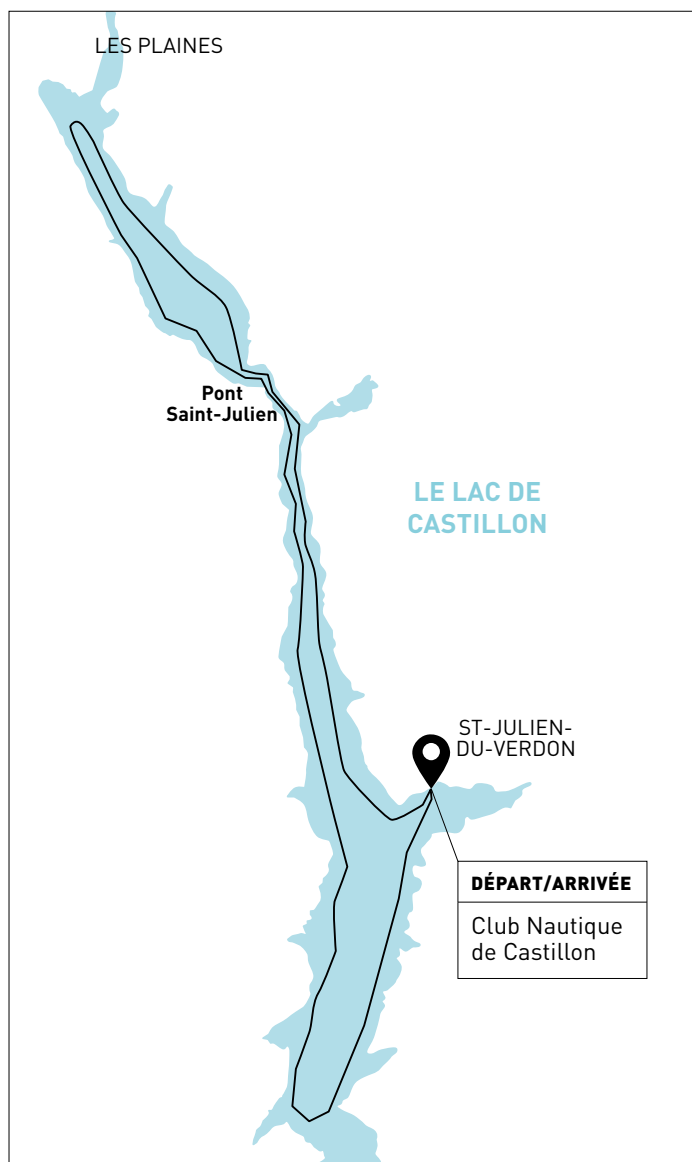 LES PLAINES
Pont
Saint-Julien
LE LAC DE
CASTILLON
ST-JULIEN-
DU-VERDON
DÉPART/ARRIVÉE
Club Nautique
de Castillon